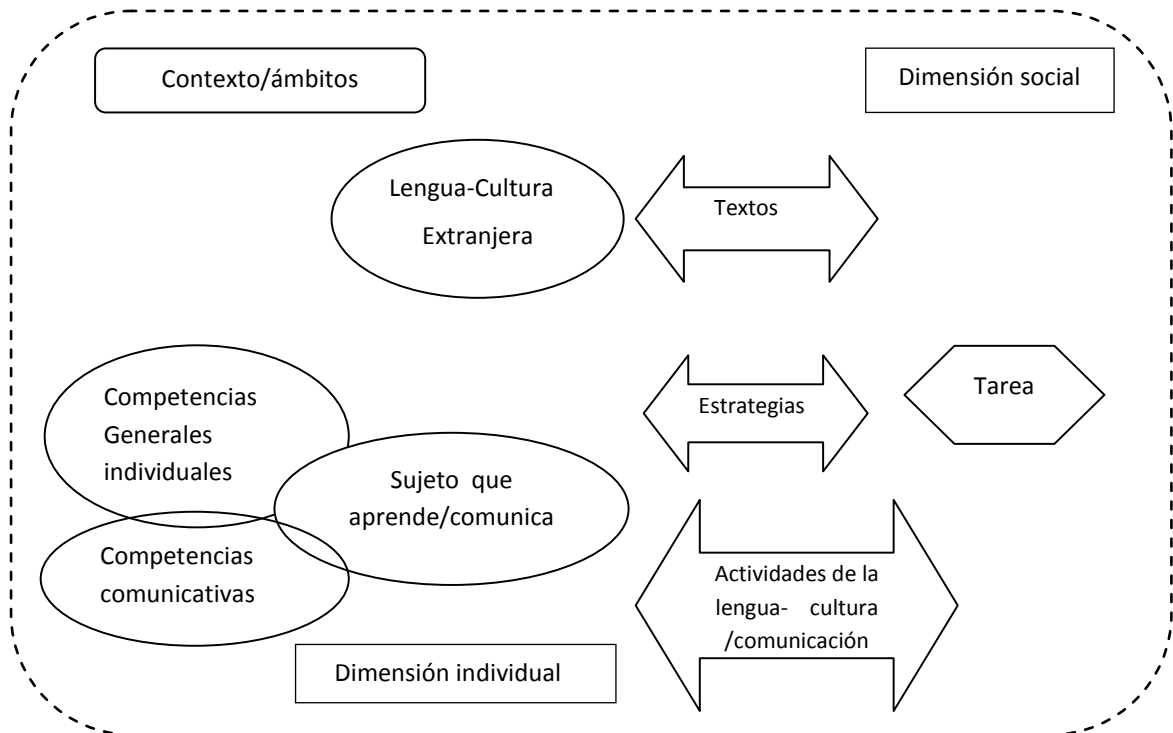 Contexto/ámbitos
Dimensión social
Lengua-Cultura
Extranjera
Textos
Competencias
Generales
individuales
Estrategias
Tarea
Sujeto que
aprende/comunica
Competencias
comunicativas
Actividades de la
lengua- cultura
/comunicación
Dimensión individual